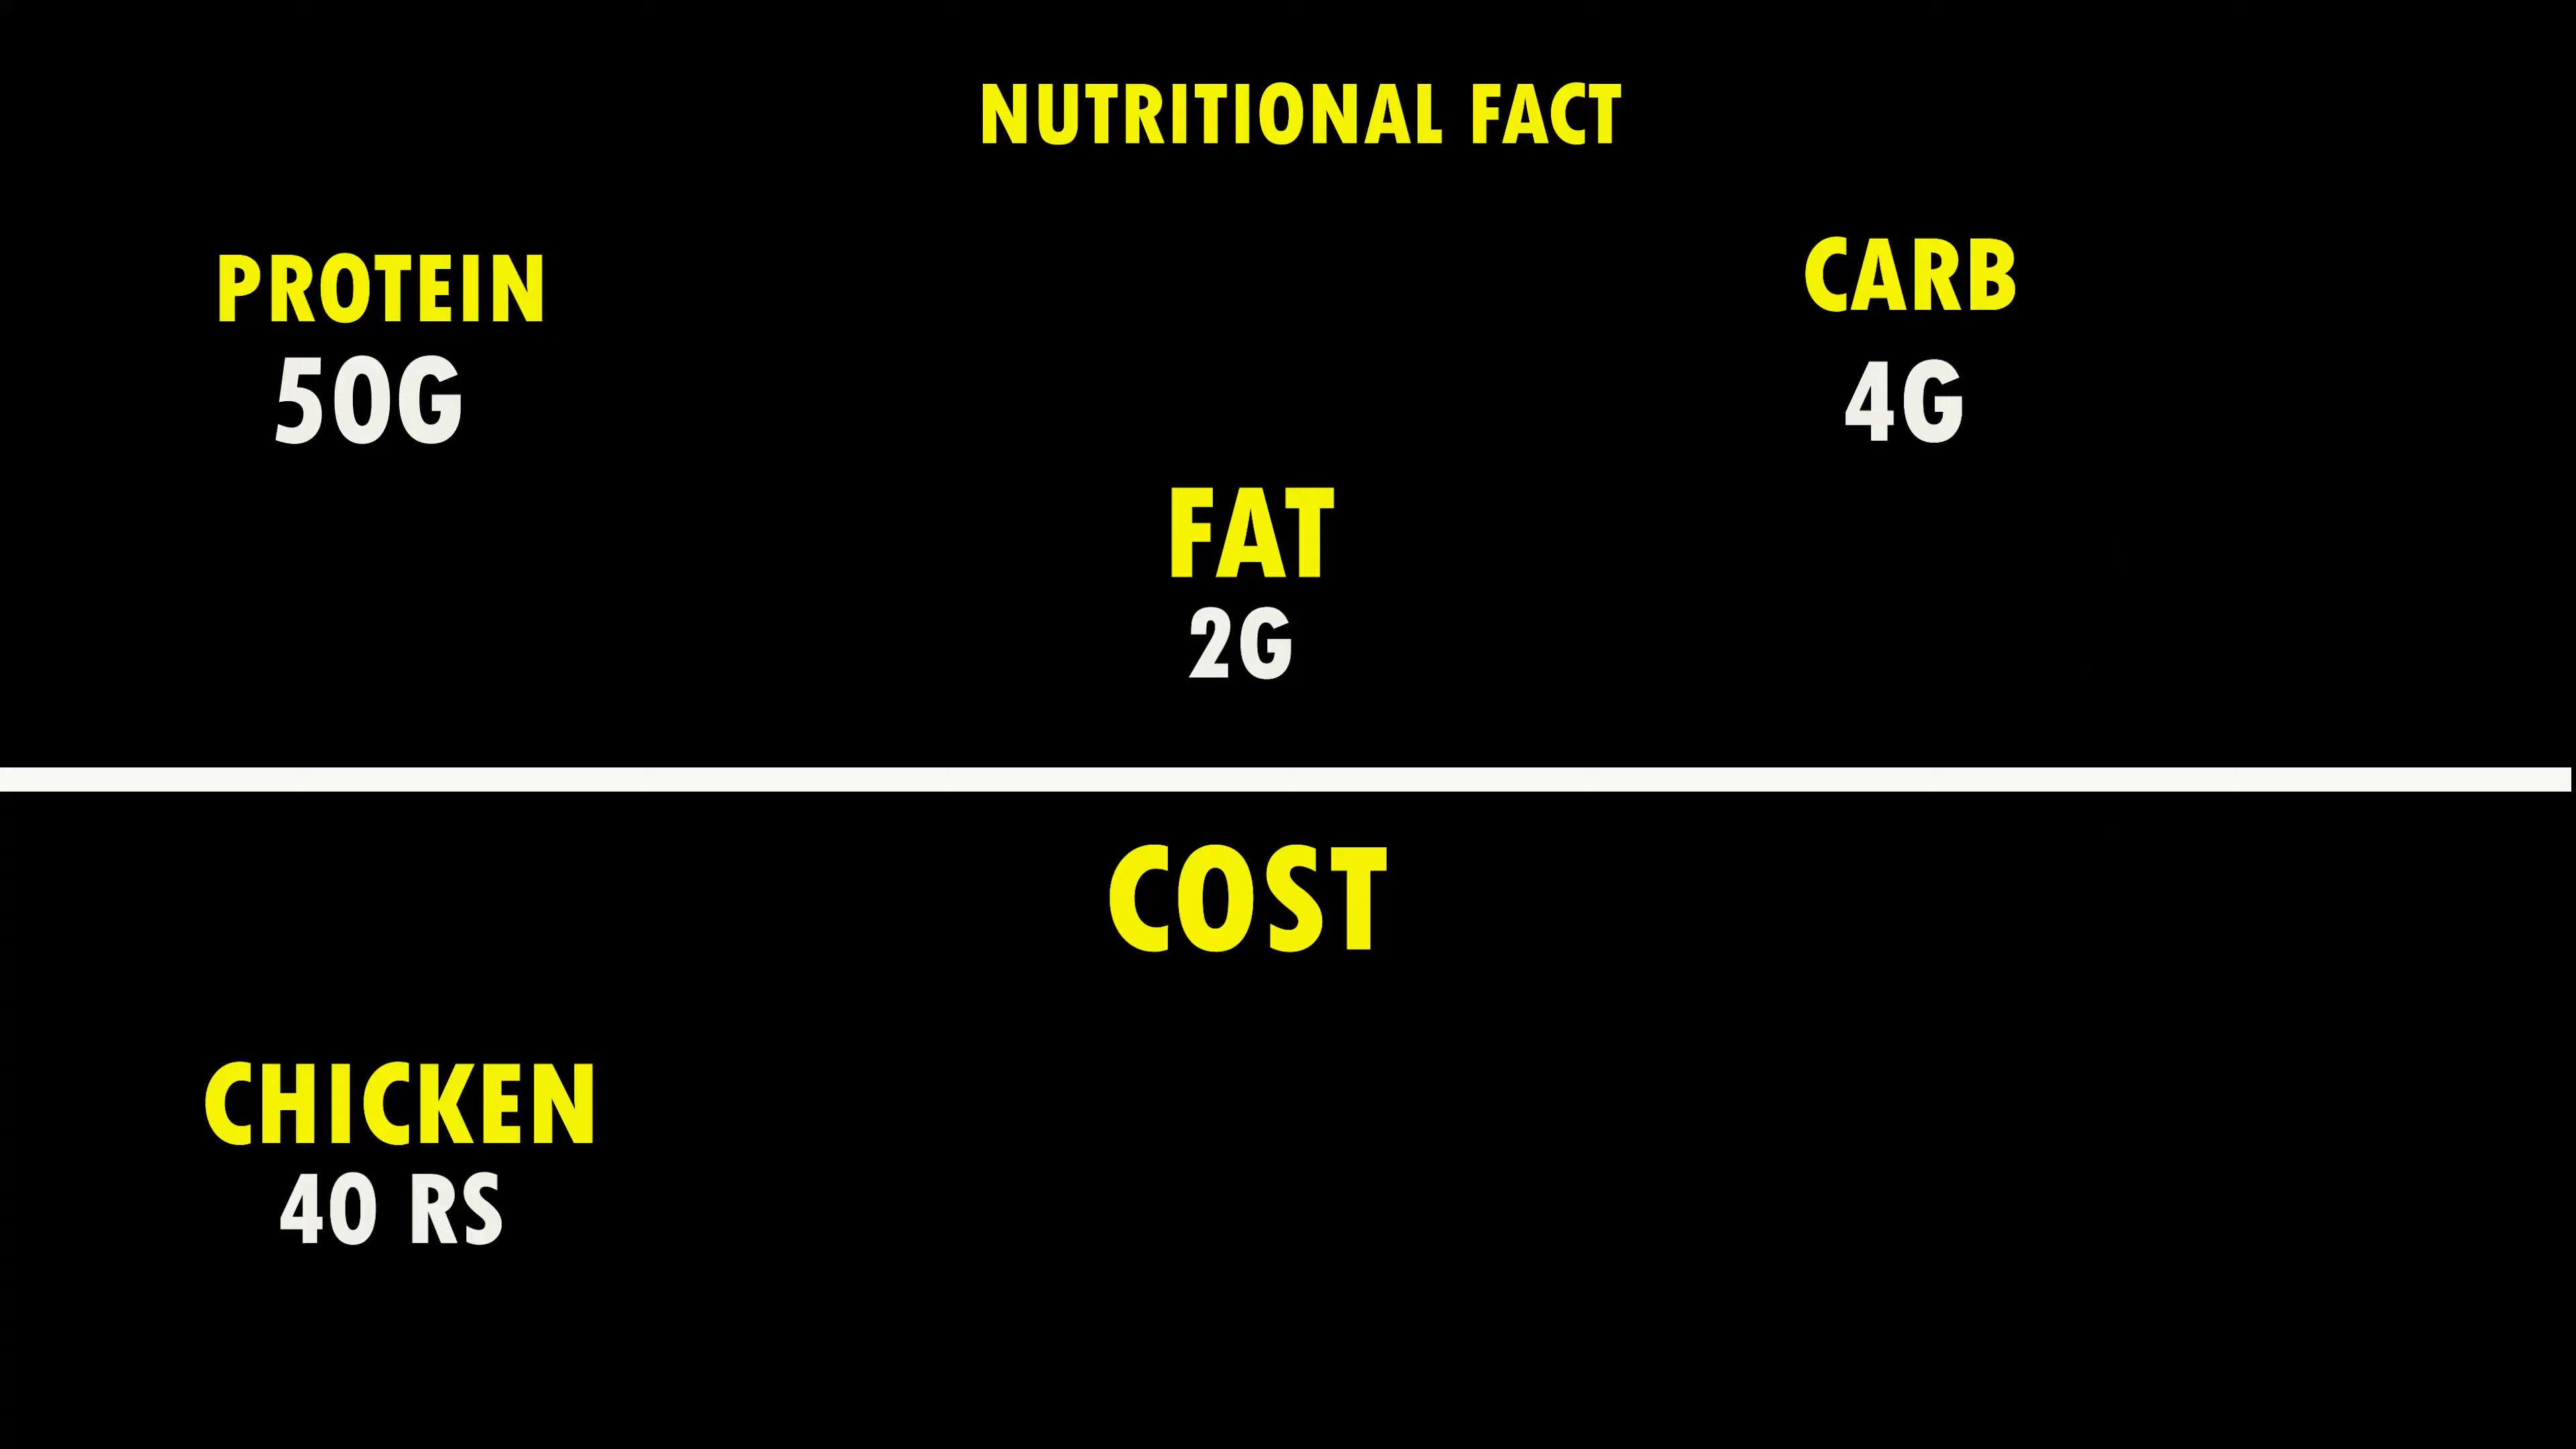 NUTRITIONAL FACT
PROTEIN
50G
CARB
4G
FAT
2G
COST
CHICKEN
40 RS